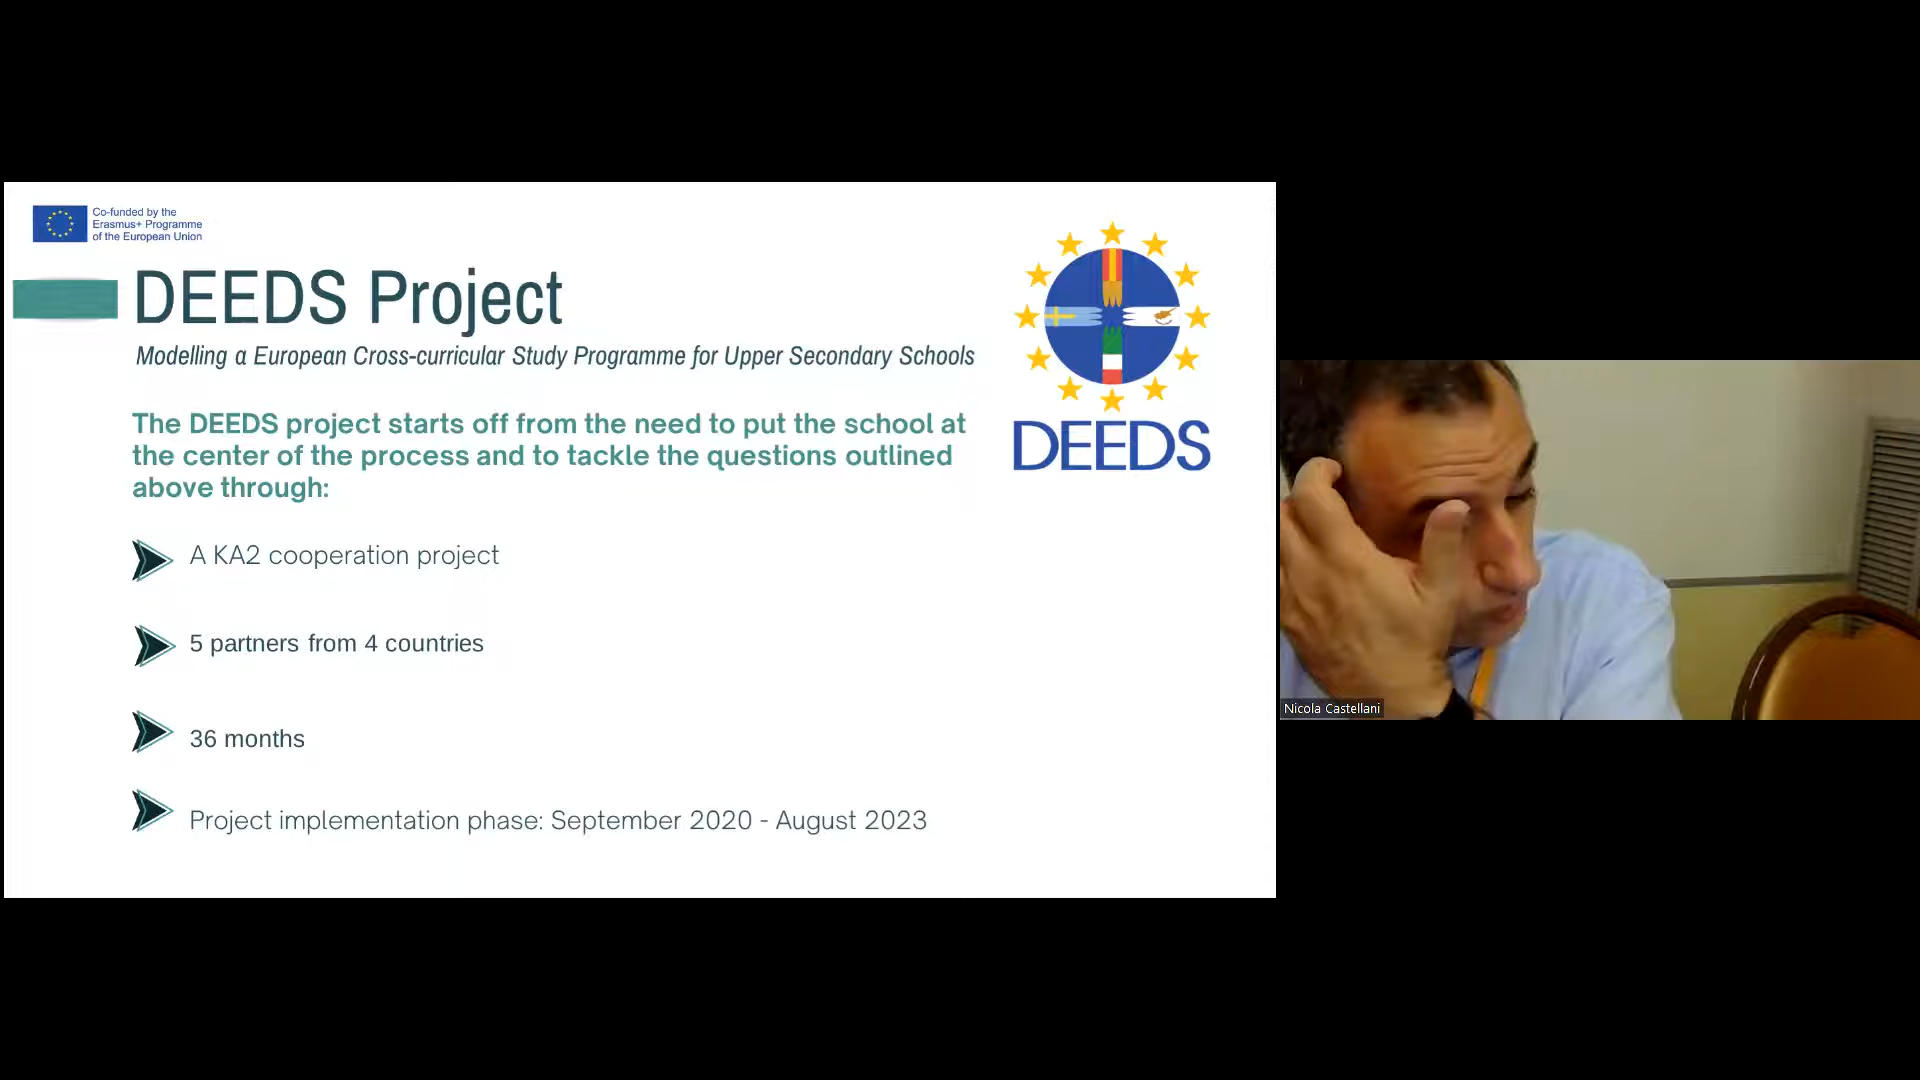 Co-funded by the
Erasmus+ Programme
of the European Union
DEEDS Project
Modelling a European Cross-curricular Study Programme for Upper Secondary Schools
The DEEDS project starts off from the need to put the school at
the center of the process and to tackle the questions outlined
above through:
A KA2 cooperation project
5 partners from 4 countries
36 months
Project implementation phase: September 2020 - August 2023
DEEDS
Nicola Castellani